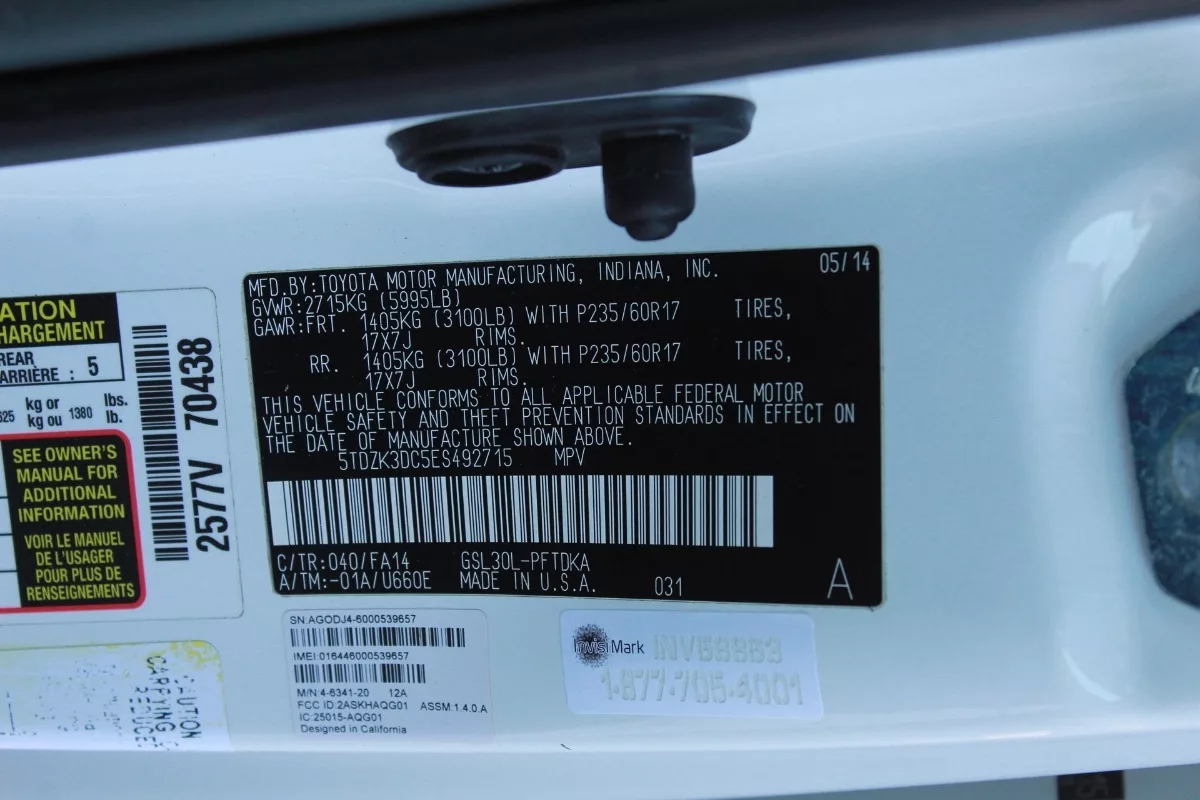 MFD.BY:TOYOTA MOTOR MANUFACTURING, INDIANA, INC. 05/14
GVWR:2715KG (5995LB)
GAWR:FRT. 1405KG (3100LB) WITH P235/60R17 TIRES,
17X7J RIMS.
RR. 1405KG (3100LB) WITH P235/60R17 TIRES,
17X7J RIMS.
THIS VEHICLE CONFORMS TO ALL APPLICABLE FEDERAL MOTOR
VEHICLE SAFETY AND THEFT PREVENTION STANDARDS IN EFFECT ON
THE DATE OF MANUFACTURE SHOWN ABOVE.
5TDZK3DC5ES492715 MPV
C/TR:040/FA14 GSL30L-PFTDKA
A/TM:-01A/U660E MADE IN U.S.A. 031 A
ATION
HARGEMENT
REAR
ARRIÈRE : 5
625 kg or 1380 lbs.
kg ou lb.
SEE OWNER'S
MANUAL FOR
ADDITIONAL
INFORMATION
VOIR LE MANUEL
DE L'USAGER
POUR PLUS DE
RENSEIGNEMENTS
2577V 70438
CAUTION
CARRYING
REDUCE
SN:AGODJ4-6000539657
IMEI:016446000539657
M/N:4-6341-20 12A
FCC ID:2ASKHAQG01 ASSM:1.4.0.A
IC:25015-AQG01
Designed in California
InvisiMark
1-877-705-4001